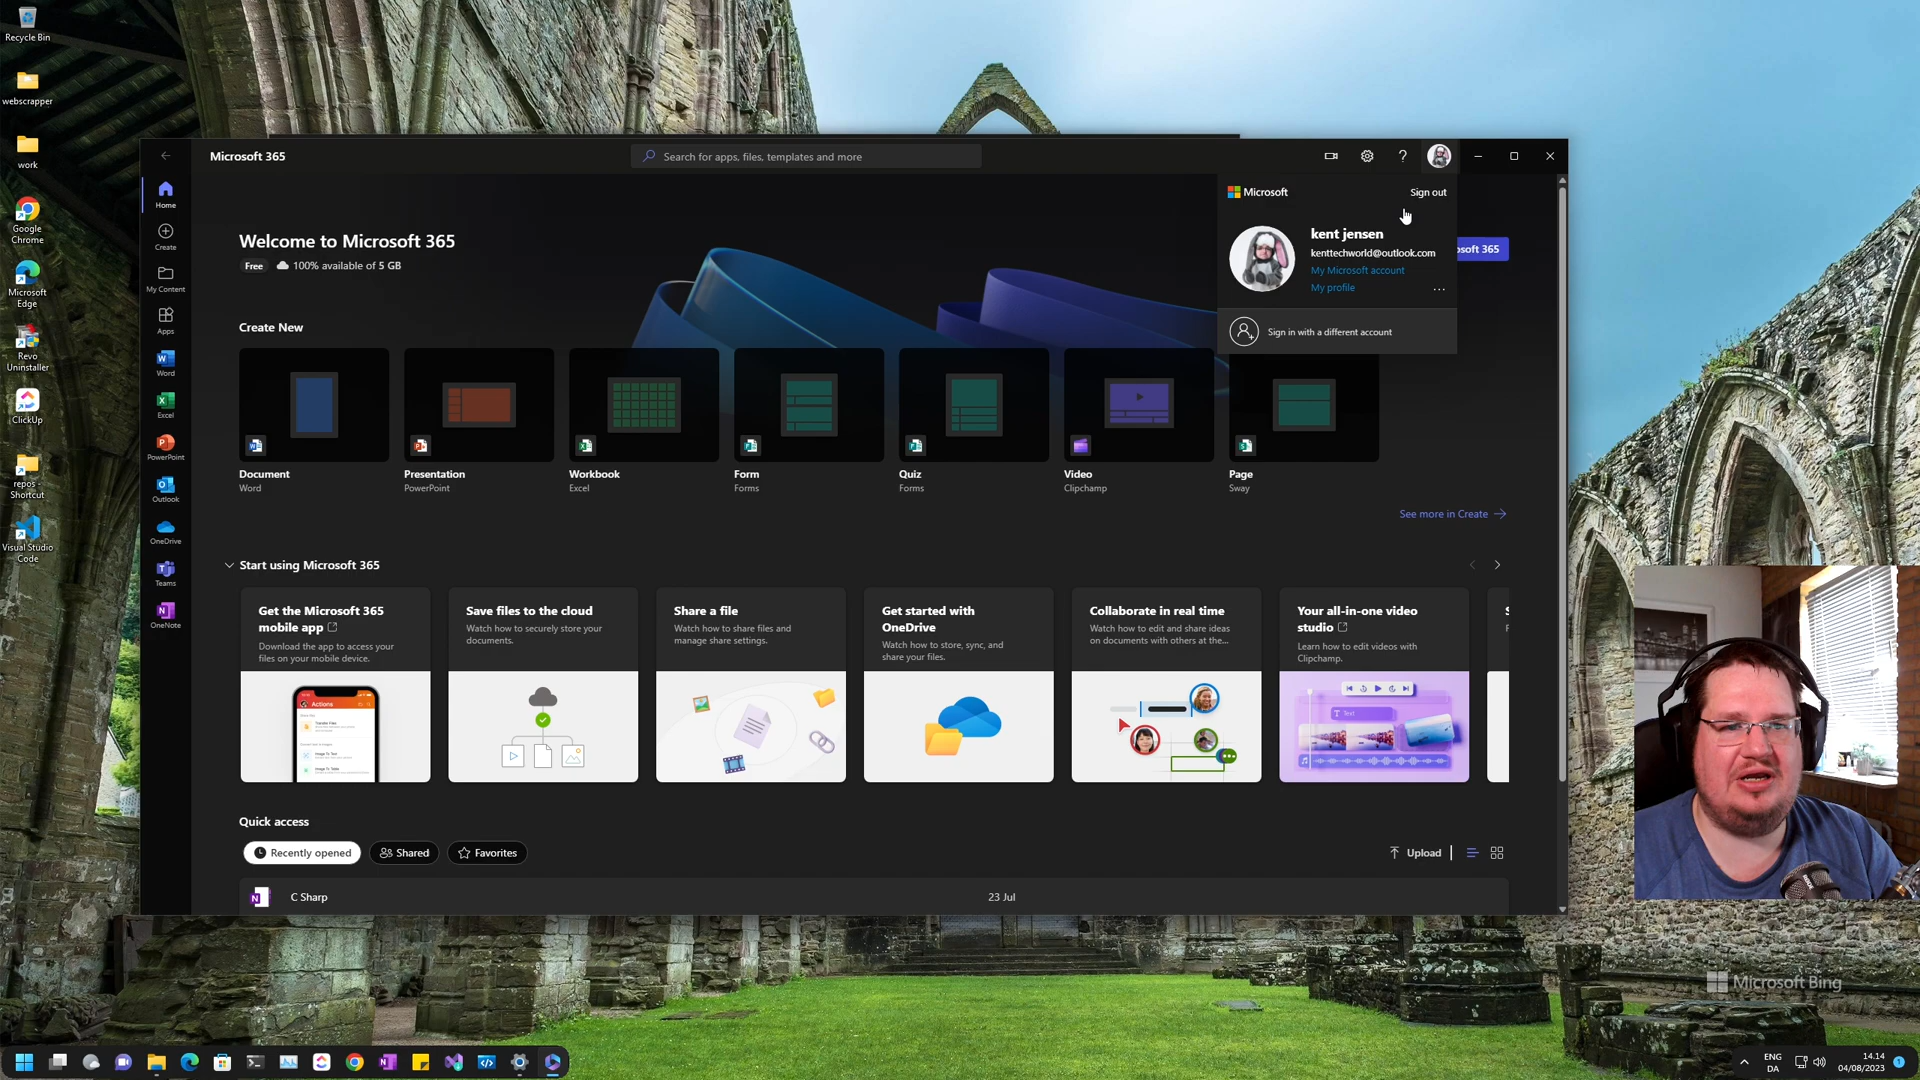 Recycle Bin
webscrapper
work
Google
Chrome
Microsoft
Edge
Revo
Uninstaller
ClickUp
repos -
Shortcut
Visual Studio
Code
Microsoft 365
Search for apps, files, templates and more
Home
Create
My Content
Apps
Word
Excel
PowerPoint
Outlook
OneDrive
Teams
OneNote
Microsoft
Sign out
kent jensen
kenttechworld@outlook.com
My Microsoft account
My profile
...
Sign in with a different account
osoft 365
Welcome to Microsoft 365
Free
100% available of 5 GB
Create New
Document
Word
Presentation
PowerPoint
Workbook
Excel
Form
Forms
Quiz
Forms
Video
Clipchamp
Page
Sway
See more in Create
Start using Microsoft 365
Get the Microsoft 365
mobile app
Download the app to access your
files on your mobile device.
Actions
Save files to the cloud
Watch how to securely store your
documents.
Share a file
Watch how to share files and
manage share settings.
Get started with
OneDrive
Watch how to store, sync, and
share your files.
Collaborate in real time
Watch how to edit and share ideas
on documents with others at the...
Your all-in-one video
studio
Learn how to edit videos with
Clipchamp.
Text
Quick access
Recently opened
Shared
Favorites
Upload
C Sharp
23 Jul
Microsoft Bing
ENG
DA
14.14
04/08/2023
1